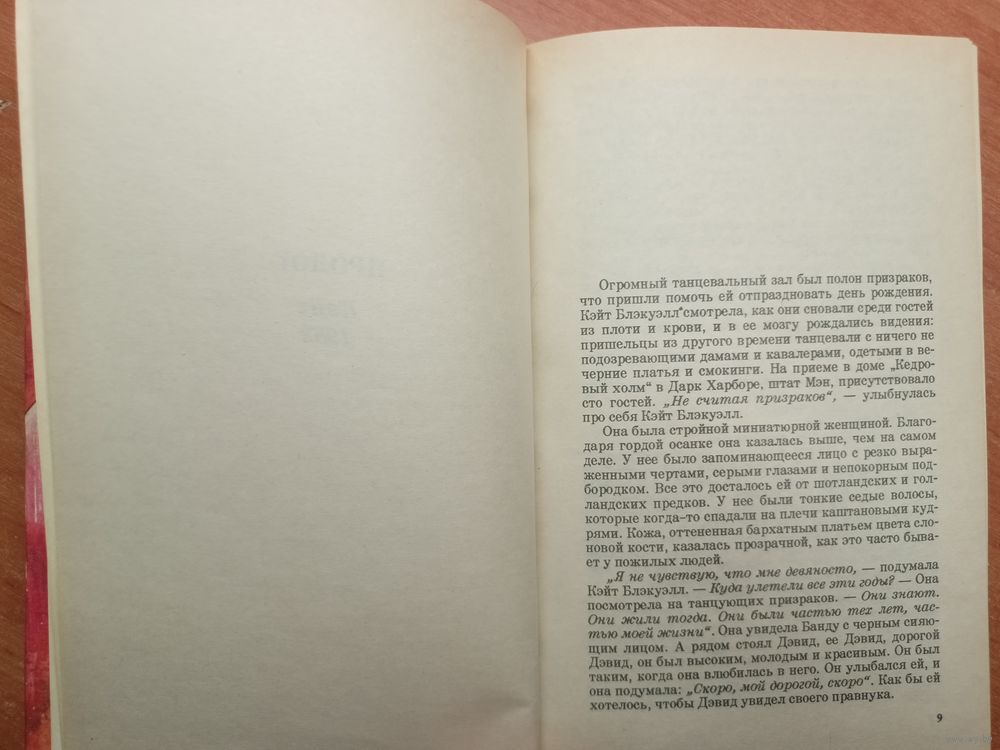 ПРОЛОГ
Огромный танцевальный зал был полон призраков,
что пришли помочь ей отпраздновать день рождения.
Кэйт Блэкуэлл смотрела, как они сновали среди гостей
из плоти и крови, и в ее мозгу рождались видения:
пришельцы из другого времени танцевали с ничего не
подозревающими дамами и кавалерами, одетыми в ве-
черние платья и смокинги. На приеме в доме „Кедро-
вый холм“ в Дарк Харборе, штат Мэн, присутствовало
сто гостей. „Не считая призраков“, — улыбнулась
про себя Кэйт Блэкуэлл.
Она была стройной миниатюрной женщиной. Благо-
даря гордой осанке она казалась выше, чем на самом
деле. У нее было запоминающееся лицо с резко выра-
женными чертами, серыми глазами и непокорным под-
бородком. Все это досталось ей от шотландских и гол-
ландских предков. У нее были тонкие седые волосы,
которые когда-то спадали на плечи каштановыми куд-
рями. Кожа, оттененная бархатным платьем цвета сло-
новой кости, казалась прозрачной, как это часто быва-
ет у пожилых людей.
„Я не чувствую, что мне девяносто, — подумала
Кэйт Блэкуэлл. — Куда улетели все эти годы? — Она
посмотрела на танцующих призраков. — Они знают.
Они жили тогда. Они были частью тех лет, час-
тью моей жизни“. Она увидела Банду с черным сияю-
щим лицом. А рядом стоял Дэвид, ее Дэвид, дорогой
Дэвид, он был высоким, молодым и красивым. Он был
таким, когда она влюбилась в него. Он улыбался ей, и
она подумала: „Скоро, мой дорогой, скоро“. Как бы ей
хотелось, чтобы Дэвид увидел своего правнука.
9